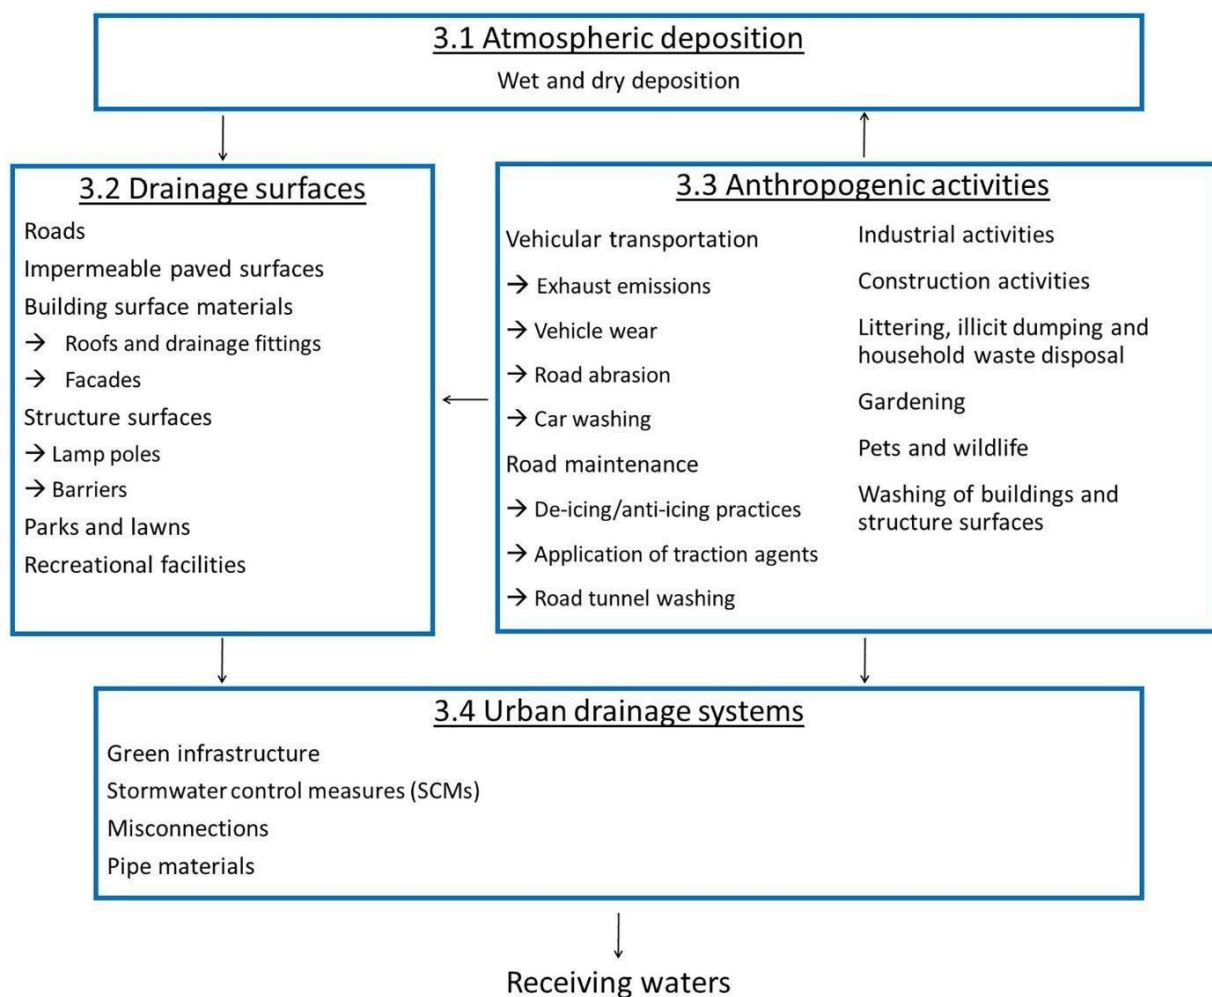 3.1 Atmospheric deposition
Wet and dry deposition
3.2 Drainage surfaces
Roads
Impermeable paved surfaces
Building surface materials
→ Roofs and drainage fittings
→ Facades
Structure surfaces
→ Lamp poles
→ Barriers
Parks and lawns
Recreational facilities
3.3 Anthropogenic activities
Vehicular transportation
→ Exhaust emissions
→ Vehicle wear
→ Road abrasion
→ Car washing
Road maintenance
→ De-icing/anti-icing practices
→ Application of traction agents
→ Road tunnel washing
Industrial activities
Construction activities
Littering, illicit dumping and
household waste disposal
Gardening
Pets and wildlife
Washing of buildings and
structure surfaces
3.4 Urban drainage systems
Green infrastructure
Stormwater control measures (SCMs)
Misconnections
Pipe materials
Receiving waters